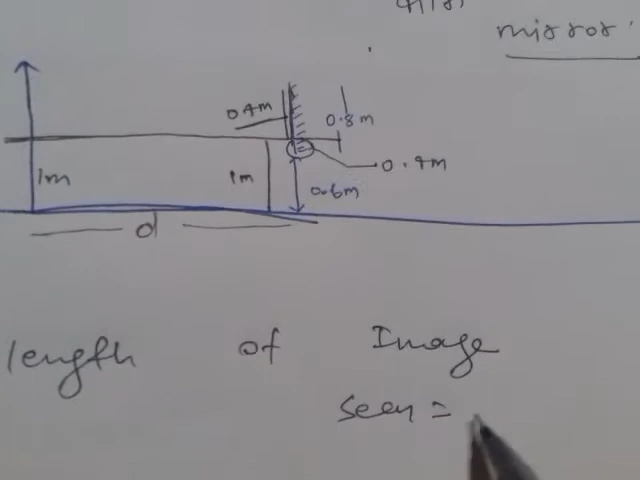 mirror.
0.4m
0.8m
1m
1m
0.4m
0.6m
d
length of Image
seen =